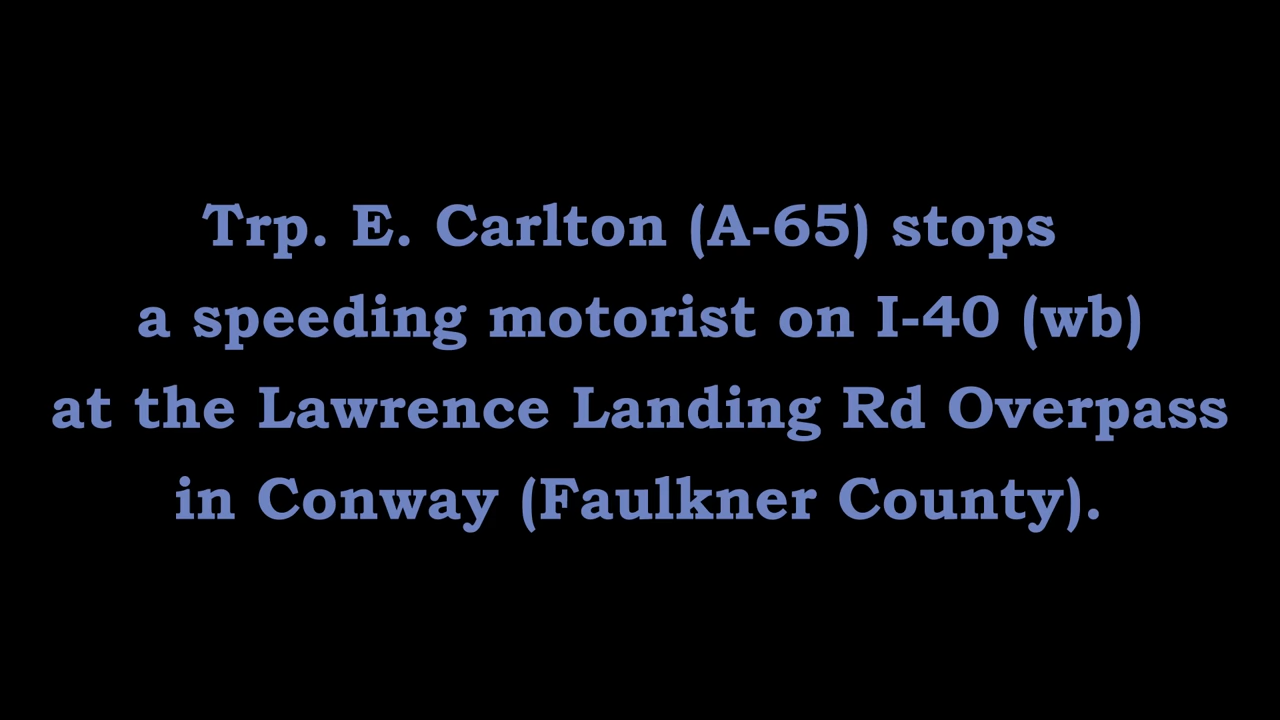 Trp. E. Carlton (A-65) stops
a speeding motorist on I-40 (wb)
at the Lawrence Landing Rd Overpass
in Conway (Faulkner County).